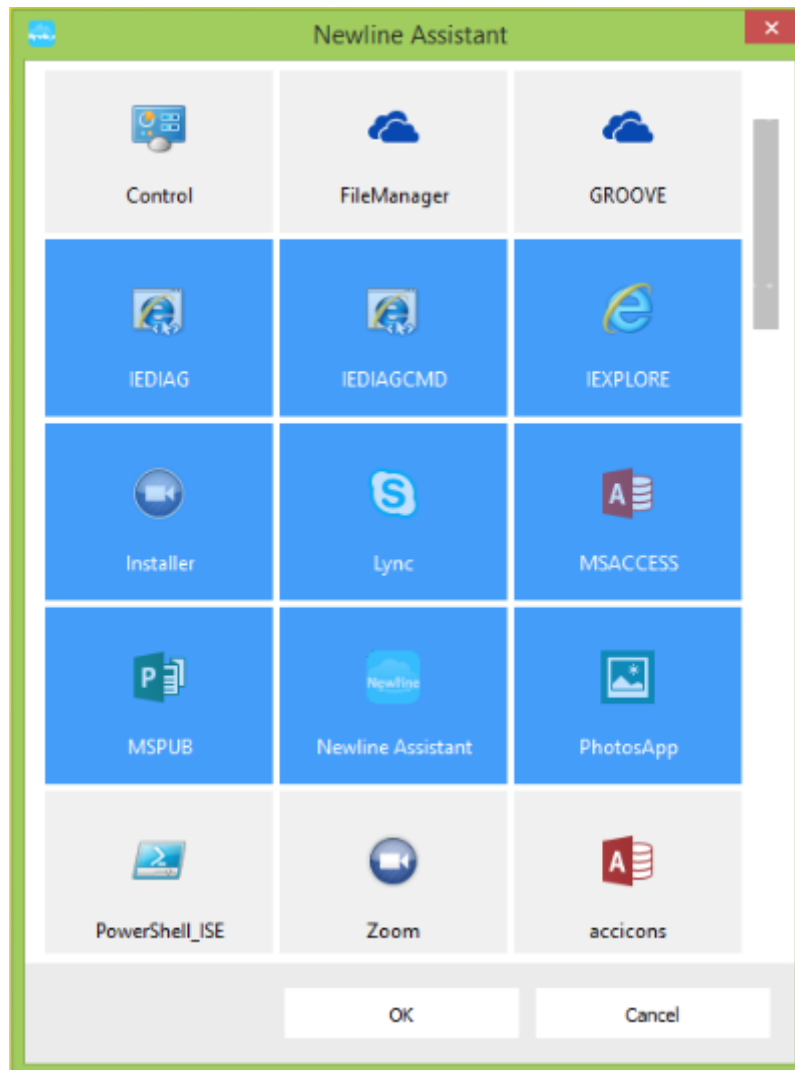 Newline Assistant
Control FileManager GROOVE
IEDIAG IEDIAGCMD IEXPLORE
Installer Lync MSACCESS
Newline
MSPUB Newline Assistant PhotosApp
PowerShell_ISE Zoom accicons
OK Cancel